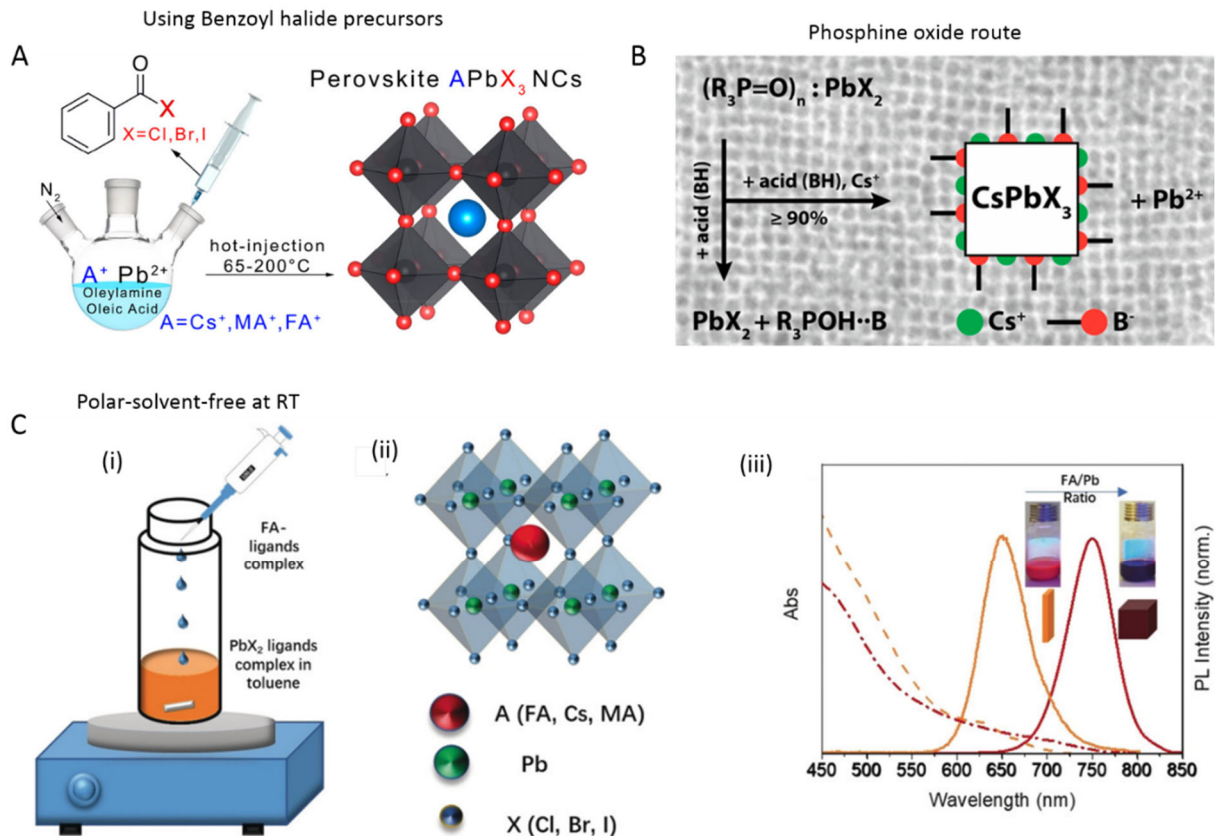 Using Benzoyl halide precursors
A
O
X
X=Cl,Br,I
N₂
A⁺ Pb²⁺
Oleylamine
Oleic Acid
hot-injection
65-200°C
A=Cs⁺,MA⁺,FA⁺
Perovskite APbX₃ NCs
Phosphine oxide route
B
(R₃P=O)ₙ : PbX₂
+ acid (BH)
+ acid (BH), Cs⁺
≥ 90%
CsPbX₃
+ Pb²⁺
PbX₂ + R₃POH··B
Cs⁺
B⁻
Polar-solvent-free at RT
C
(i)
FA-
ligands
complex
PbX₂ ligands
complex in
toluene
(ii)
A (FA, Cs, MA)
Pb
X (Cl, Br, I)
(iii)
FA/Pb
Ratio
Abs
PL Intensity (norm.)
450 500 550 600 650 700 750 800 850
Wavelength (nm)